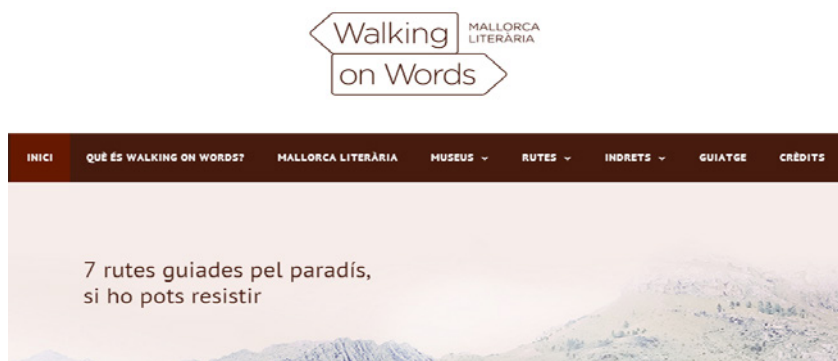 Walking
on Words
MALLORCA
LITERÀRIA
INICI QUÈ ÉS WALKING ON WORDS? MALLORCA LITERÀRIA MUSEUS RUTES INDRETS GUIATGE CRÈDITS
7 rutes guiades pel paradís,
si ho pots resistir